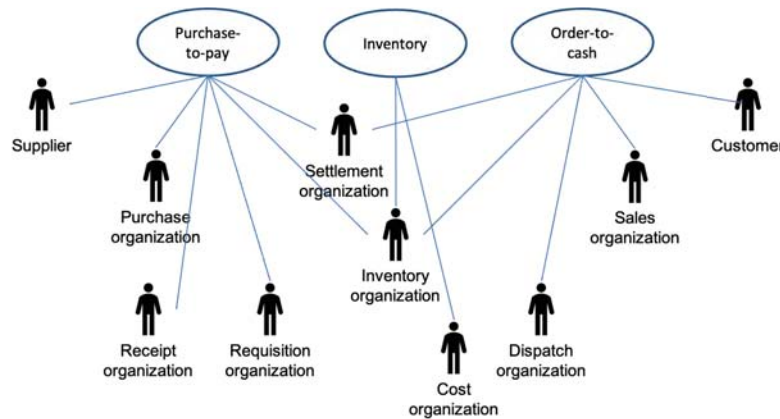 Purchase-
to-pay
Inventory
Order-to-
cash
Supplier
Settlement
organization
Customer
Purchase
organization
Sales
organization
Inventory
organization
Receipt
organization
Requisition
organization
Cost
organization
Dispatch
organization